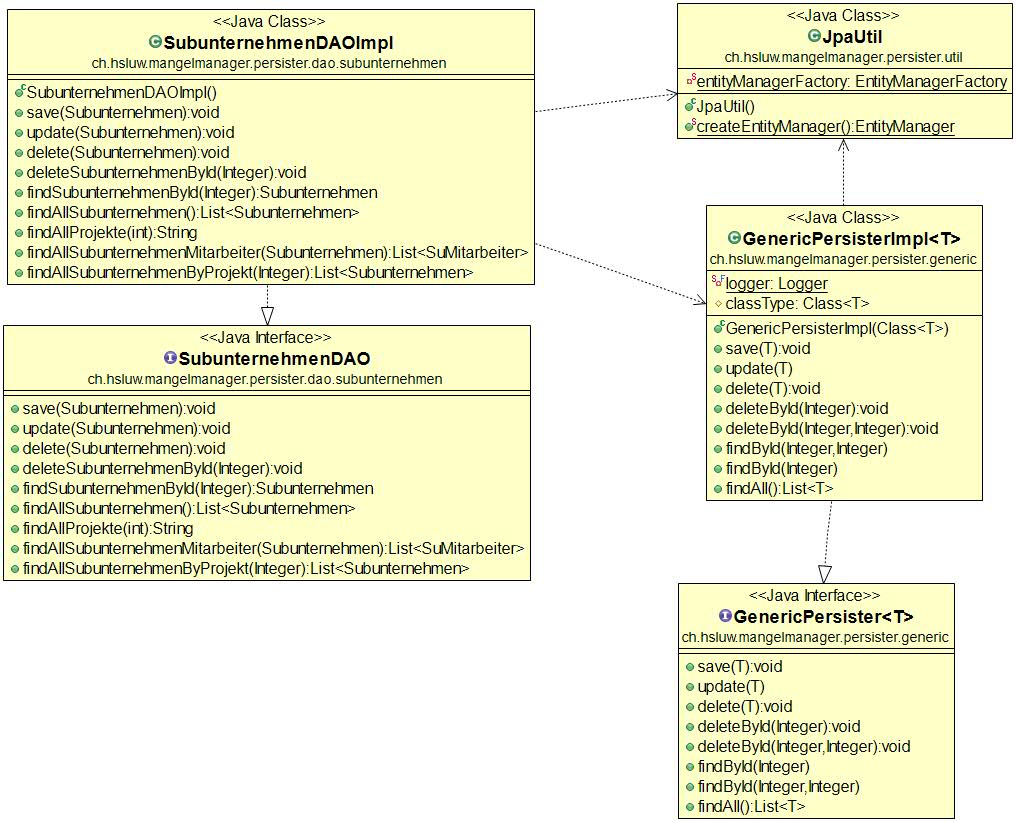 <<Java Class>>
SubunternehmenDAOImpl
ch.hsluw.mangelmanager.persister.dao.subunternehmen
SubunternehmenDAOImpl()
save(Subunternehmen):void
update(Subunternehmen):void
delete(Subunternehmen):void
deleteSubunternehmenById(Integer):void
findSubunternehmenById(Integer):Subunternehmen
findAllSubunternehmen():List<Subunternehmen>
findAllProjekte(int):String
findAllSubunternehmenMitarbeiter(Subunternehmen):List<SuMitarbeiter>
findAllSubunternehmenByProjekt(Integer):List<Subunternehmen>
<<Java Interface>>
SubunternehmenDAO
ch.hsluw.mangelmanager.persister.dao.subunternehmen
save(Subunternehmen):void
update(Subunternehmen):void
delete(Subunternehmen):void
deleteSubunternehmenById(Integer):void
findSubunternehmenById(Integer):Subunternehmen
findAllSubunternehmen():List<Subunternehmen>
findAllProjekte(int):String
findAllSubunternehmenMitarbeiter(Subunternehmen):List<SuMitarbeiter>
findAllSubunternehmenByProjekt(Integer):List<Subunternehmen>
<<Java Class>>
JpaUtil
ch.hsluw.mangelmanager.persister.util
entityManagerFactory: EntityManagerFactory
JpaUtil()
createEntityManager():EntityManager
<<Java Class>>
GenericPersisterImpl<T>
ch.hsluw.mangelmanager.persister.generic
logger: Logger
classType: Class<T>
GenericPersisterImpl(Class<T>)
save(T):void
update(T)
delete(T):void
deleteById(Integer):void
deleteById(Integer,Integer):void
findById(Integer,Integer)
findById(Integer)
findAll():List<T>
<<Java Interface>>
GenericPersister<T>
ch.hsluw.mangelmanager.persister.generic
save(T):void
update(T)
delete(T):void
deleteById(Integer):void
deleteById(Integer,Integer):void
findById(Integer)
findById(Integer,Integer)
findAll():List<T>